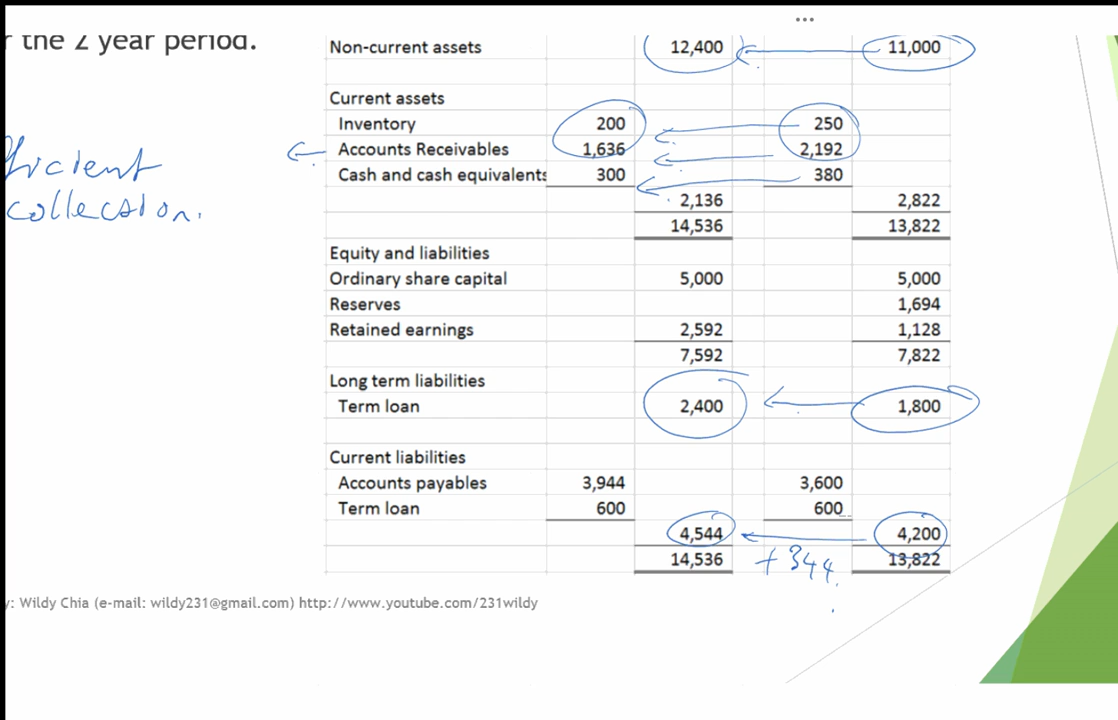 the 2 year period.
Non-current assets 12,400 11,000
Current assets
Inventory 200 250
Accounts Receivables 1,636 2,192
Cash and cash equivalents 300 380
2,136 2,822
14,536 13,822
collection.
Equity and liabilities
Ordinary share capital 5,000 5,000
Reserves 1,694
Retained earnings 2,592 1,128
7,592 7,822
Long term liabilities
Term loan 2,400 1,800
Current liabilities
Accounts payables 3,944 3,600
Term loan 600 600
4,544 4,200
14,536 +344. 13,822
y: Wildy Chia (e-mail: wildy231@gmail.com) http://www.youtube.com/231wildy